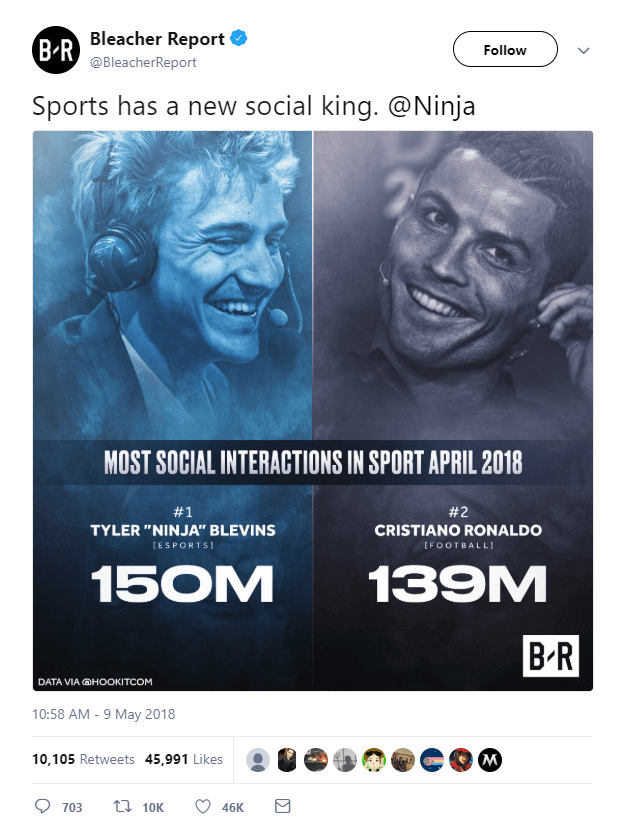 B-R
Bleacher Report
@BleacherReport
Follow
Sports has a new social king. @Ninja
MOST SOCIAL INTERACTIONS IN SPORT APRIL 2018
#1
TYLER "NINJA" BLEVINS
[ESPORTS]
150M
#2
CRISTIANO RONALDO
[FOOTBALL]
139M
B-R
DATA VIA @HOOKITCOM
10:58 AM - 9 May 2018
10,105 Retweets 45,991 Likes
M
703 10K 46K